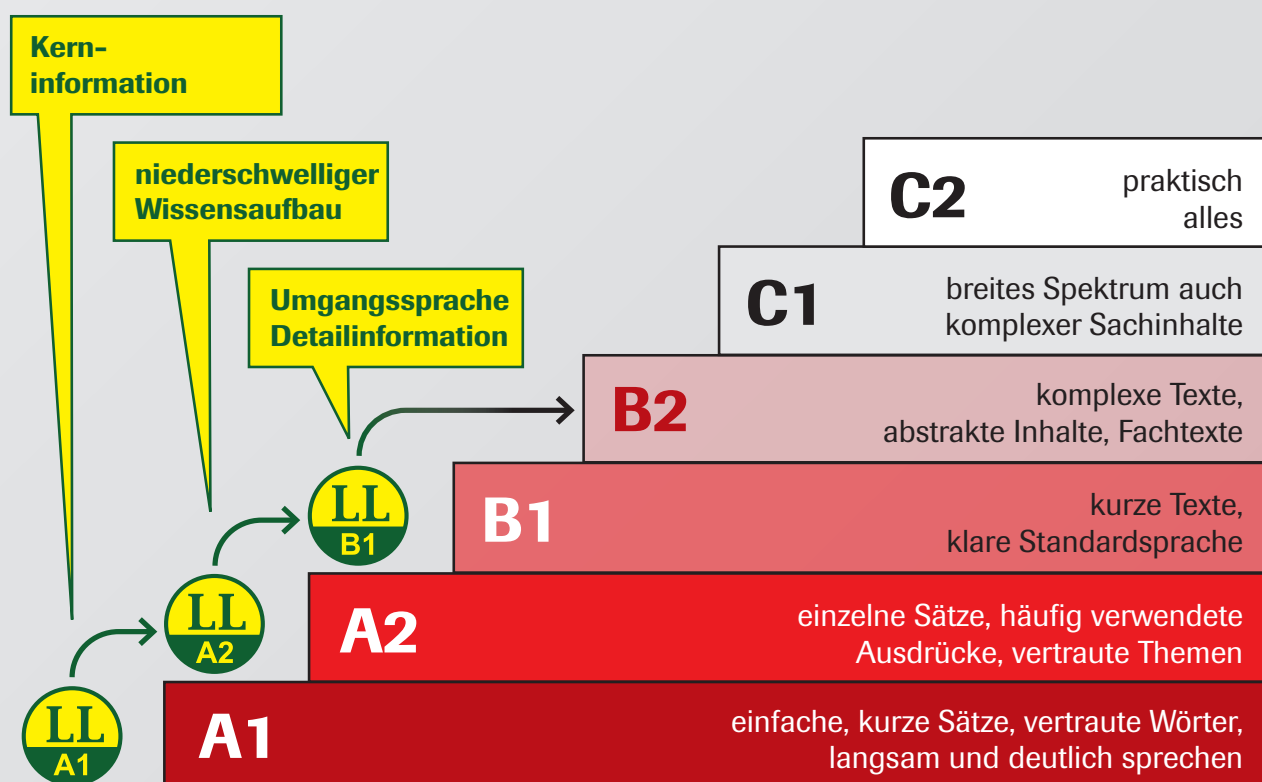 Kern-
information
niederschwelliger
Wissensaufbau
Umgangssprache
Detailinformation
C2
praktisch
alles
C1
breites Spektrum auch
komplexer Sachinhalte
B2
komplexe Texte,
abstrakte Inhalte, Fachtexte
LL
B1
B1
kurze Texte,
klare Standardsprache
LL
A2
A2
einzelne Sätze, häufig verwendete
Ausdrücke, vertraute Themen
LL
A1
A1
einfache, kurze Sätze, vertraute Wörter,
langsam und deutlich sprechen